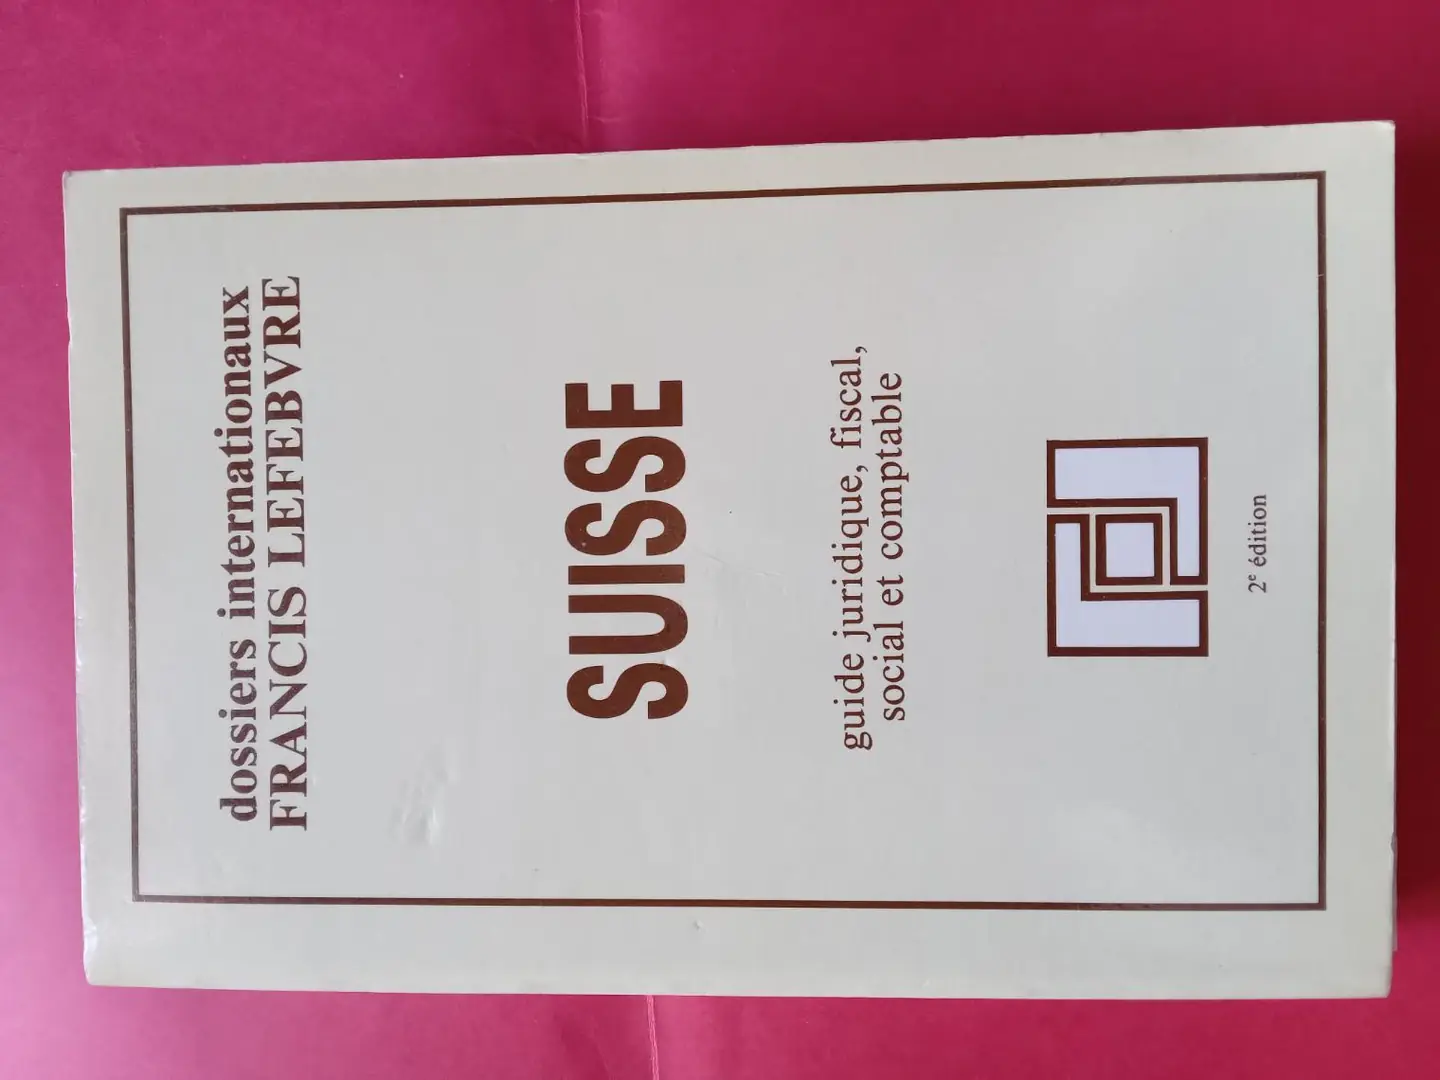 dossiers internationaux
FRANCIS LEFEBVRE
SUISSE
guide juridique, fiscal,
social et comptable
2e édition